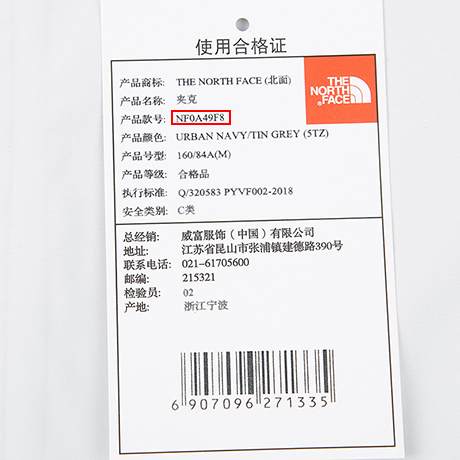 使用合格证
产品商标: THE NORTH FACE (北面)
THE
NORTH
FACE
产品名称: 夹克
产品款号: NF0A49F8
产品颜色: URBAN NAVY/TIN GREY (5TZ)
产品号型: 160/84A(M)
产品等级: 合格品
执行标准: Q/320583 PYVF002-2018
安全类别: C类
总经销: 威富服饰（中国）有限公司
地址: 江苏省昆山市张浦镇建德路390号
联系电话: 021-61705600
邮编: 215321
检验员: 02
产地: 浙江宁波
6 907096 271335